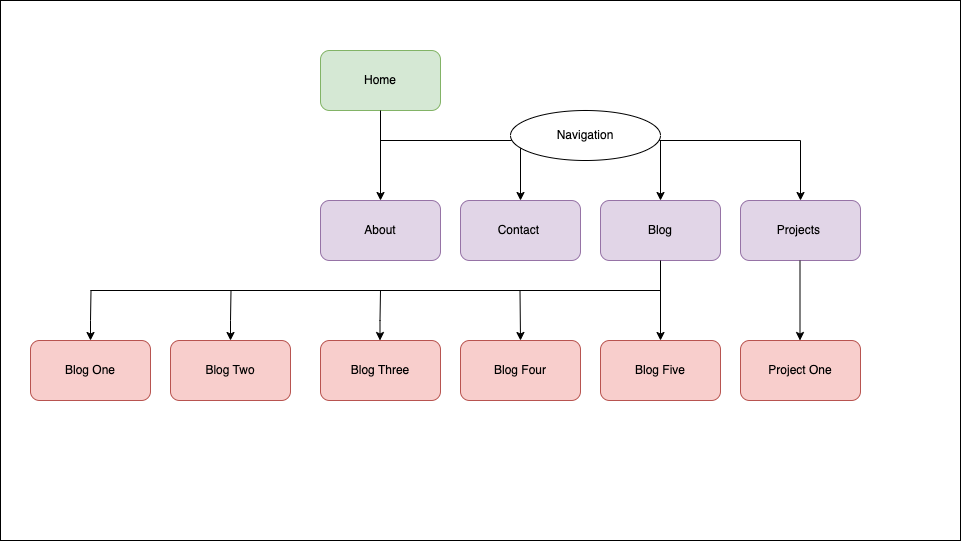 Home
Navigation
About
Contact
Blog
Projects
Blog One
Blog Two
Blog Three
Blog Four
Blog Five
Project One